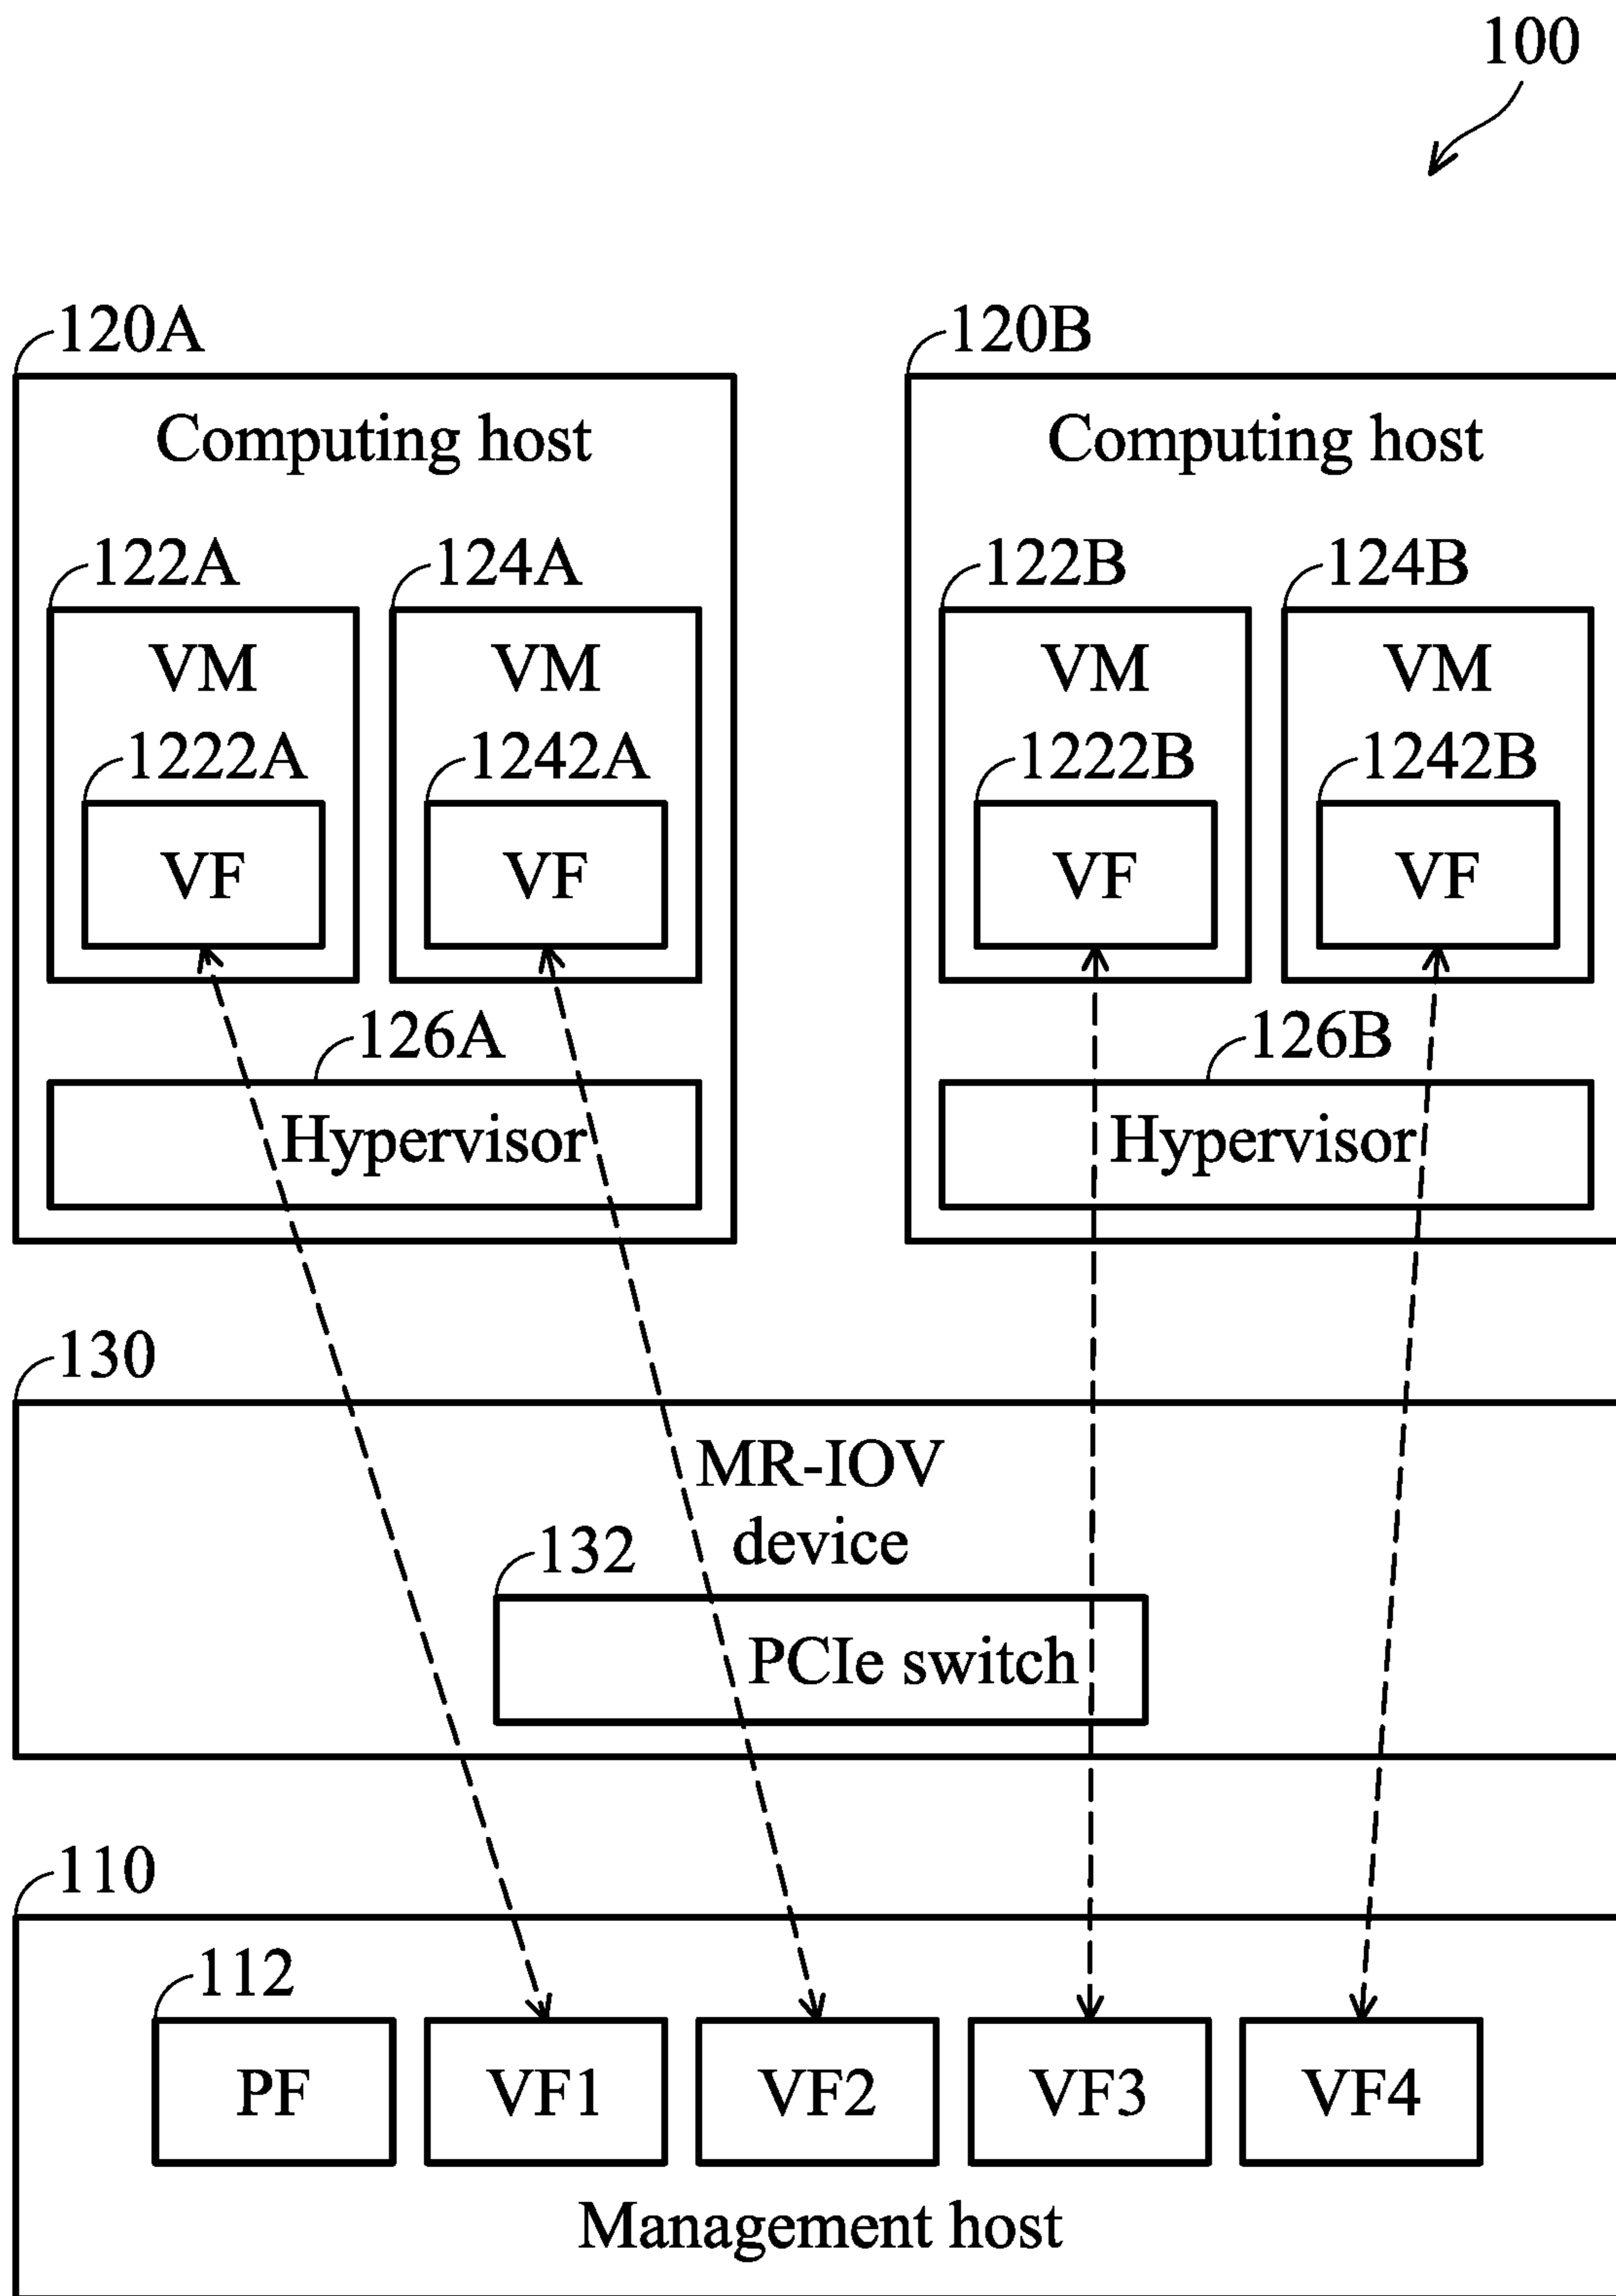 100
120A
120B
Computing host
Computing host
122A
124A
122B
124B
VM
VM
VM
VM
1222A
1242A
1222B
1242B
VF
VF
VF
VF
126A
126B
Hypervisor
Hypervisor
130
MR-IOV
device
132
PCIe switch
110
112
PF
VF1
VF2
VF3
VF4
Management host